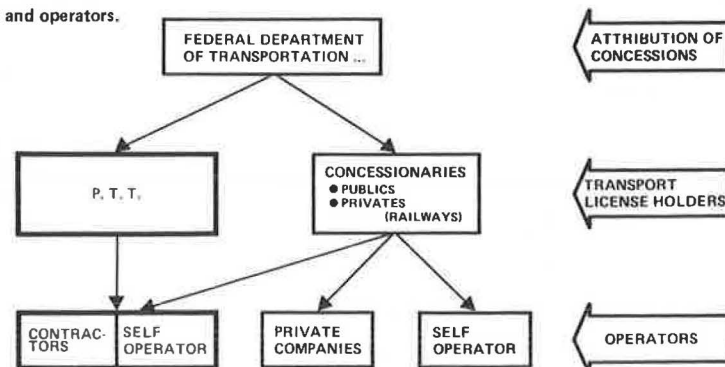 and operators.
FEDERAL DEPARTMENT
OF TRANSPORTATION ...
ATTRIBUTION OF
CONCESSIONS
P. T. T.
CONCESSIONARIES
● PUBLICS
● PRIVATES
(RAILWAYS)
TRANSPORT
LICENSE HOLDERS
CONTRAC-
TORS
SELF
OPERATOR
PRIVATE
COMPANIES
SELF
OPERATOR
OPERATORS